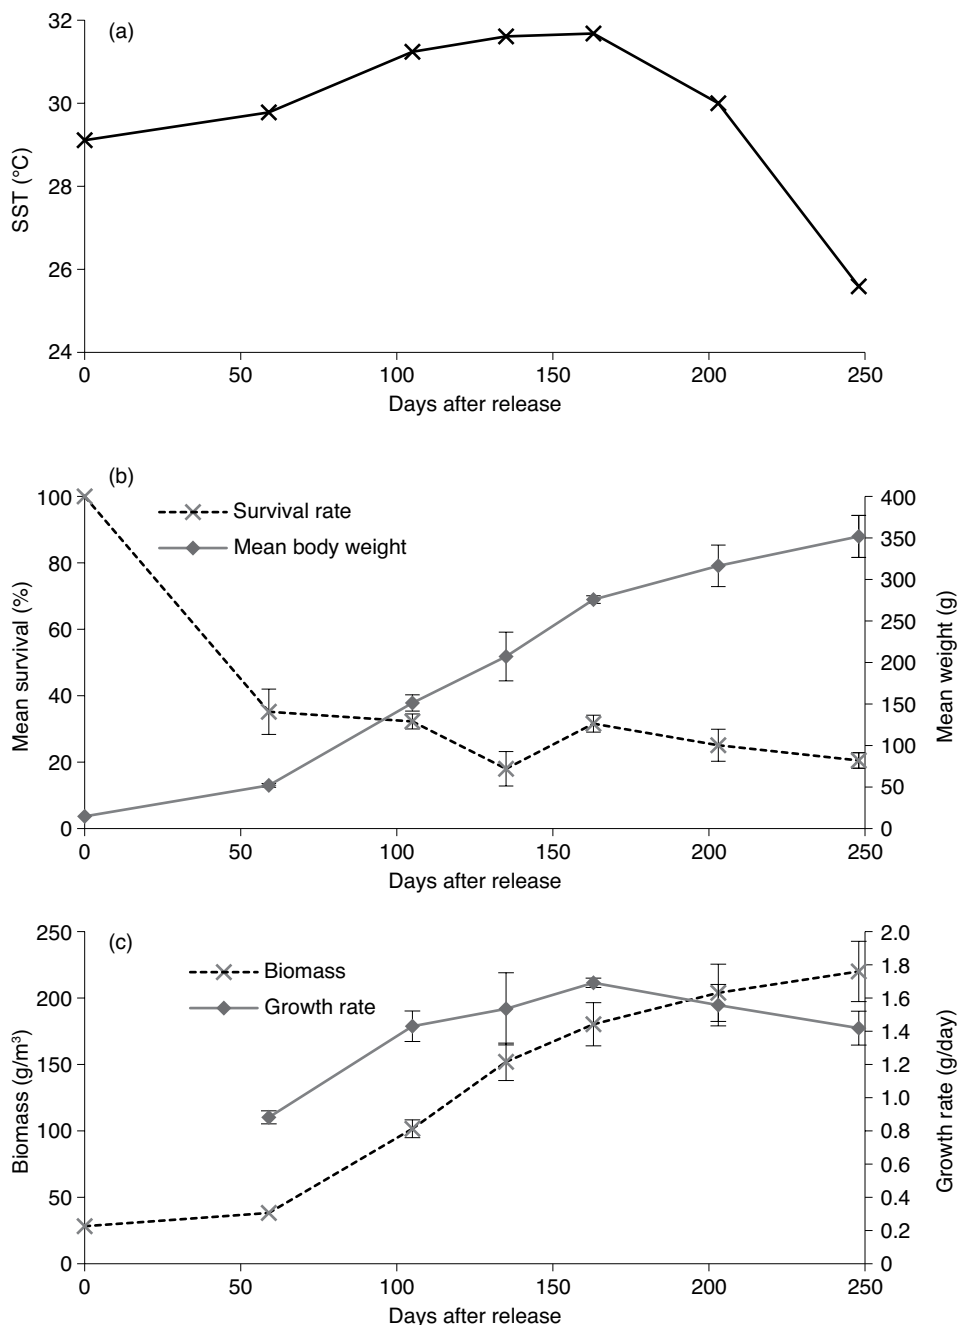 (a)
32
30
28
26
24
SST (°C)
0 50 100 150 200 250
Days after release
(b)
100
80
60
40
20
0
Mean survival (%)
Survival rate
Mean body weight
400
350
300
250
200
150
100
50
0
Mean weight (g)
0 50 100 150 200 250
Days after release
(c)
250
200
150
100
50
0
Biomass (g/m³)
Biomass
Growth rate
2.0
1.8
1.6
1.4
1.2
1.0
0.8
0.6
0.4
0.2
0
Growth rate (g/day)
0 50 100 150 200 250
Days after release